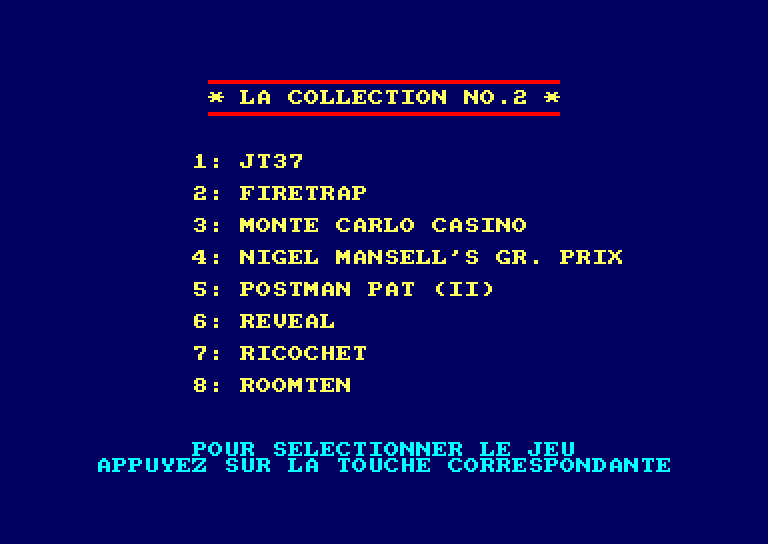 * LA COLLECTION NO.2 *
1: JT37
2: FIRETRAP
3: MONTE CARLO CASINO
4: NIGEL MANSELL'S GR. PRIX
5: POSTMAN PAT (II)
6: REVEAL
7: RICOCHET
8: ROOMTEN
POUR SELECTIONNER LE JEU
APPUYEZ SUR LA TOUCHE CORRESPONDANTE